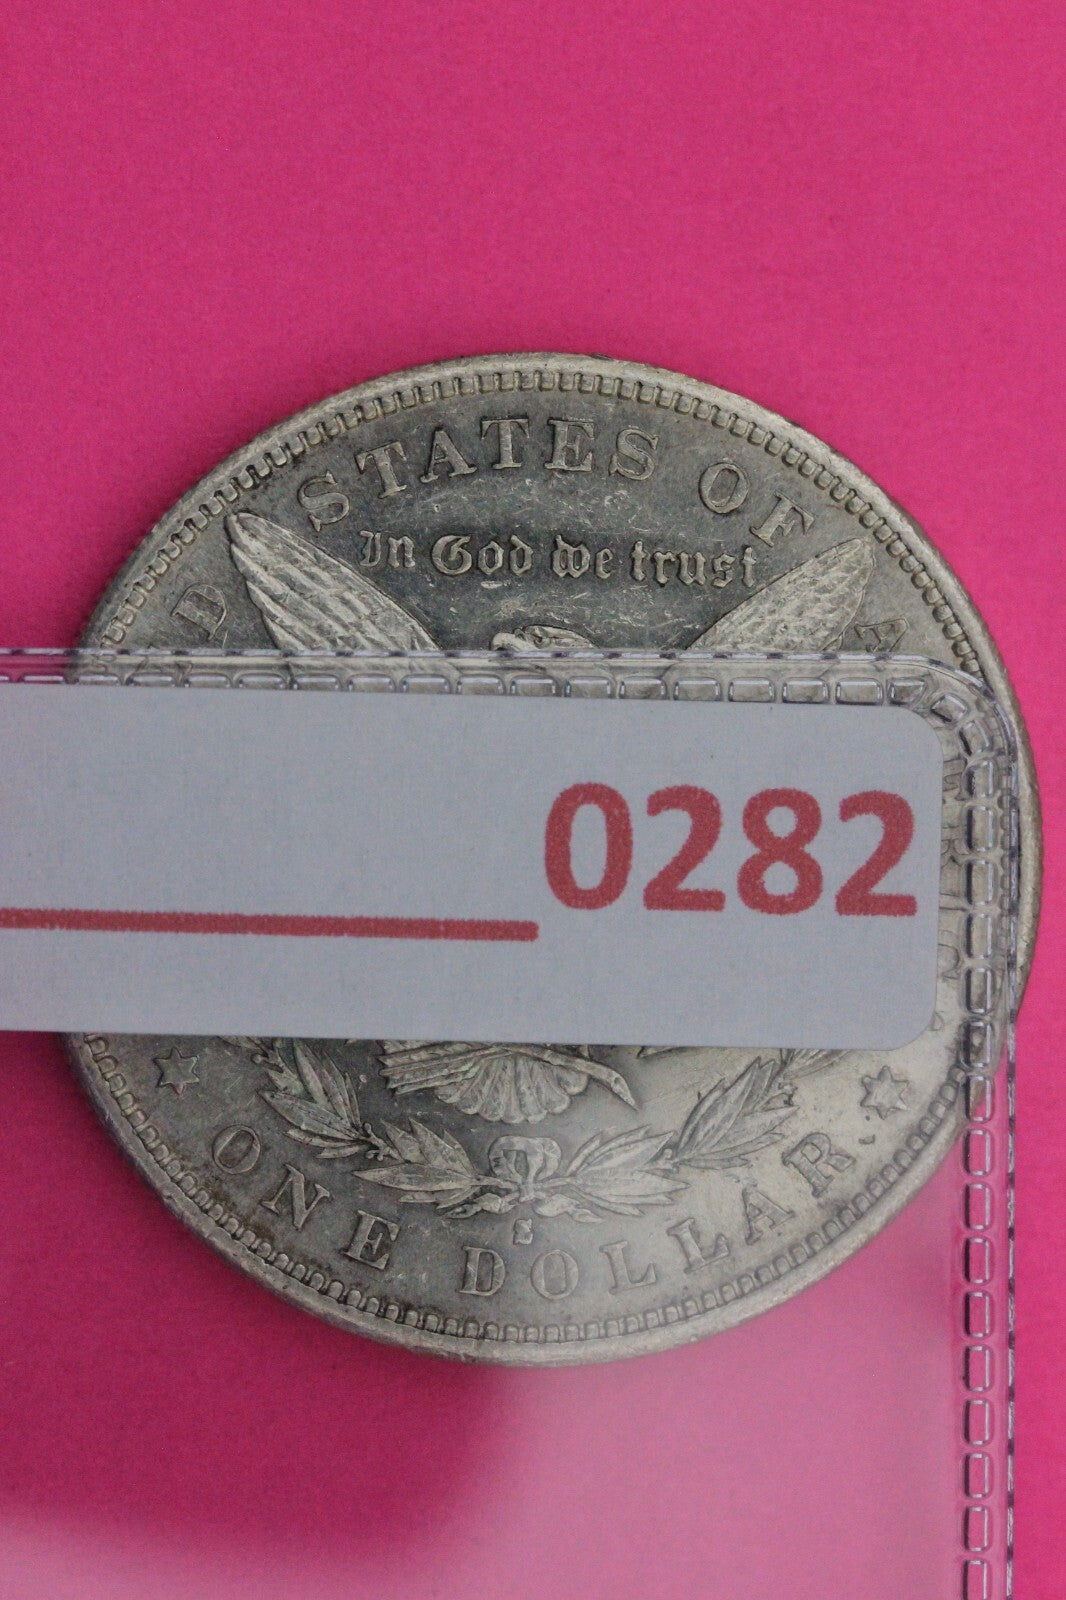 D STATES OF A
In God we trust
0282
S
ONE DOLLAR